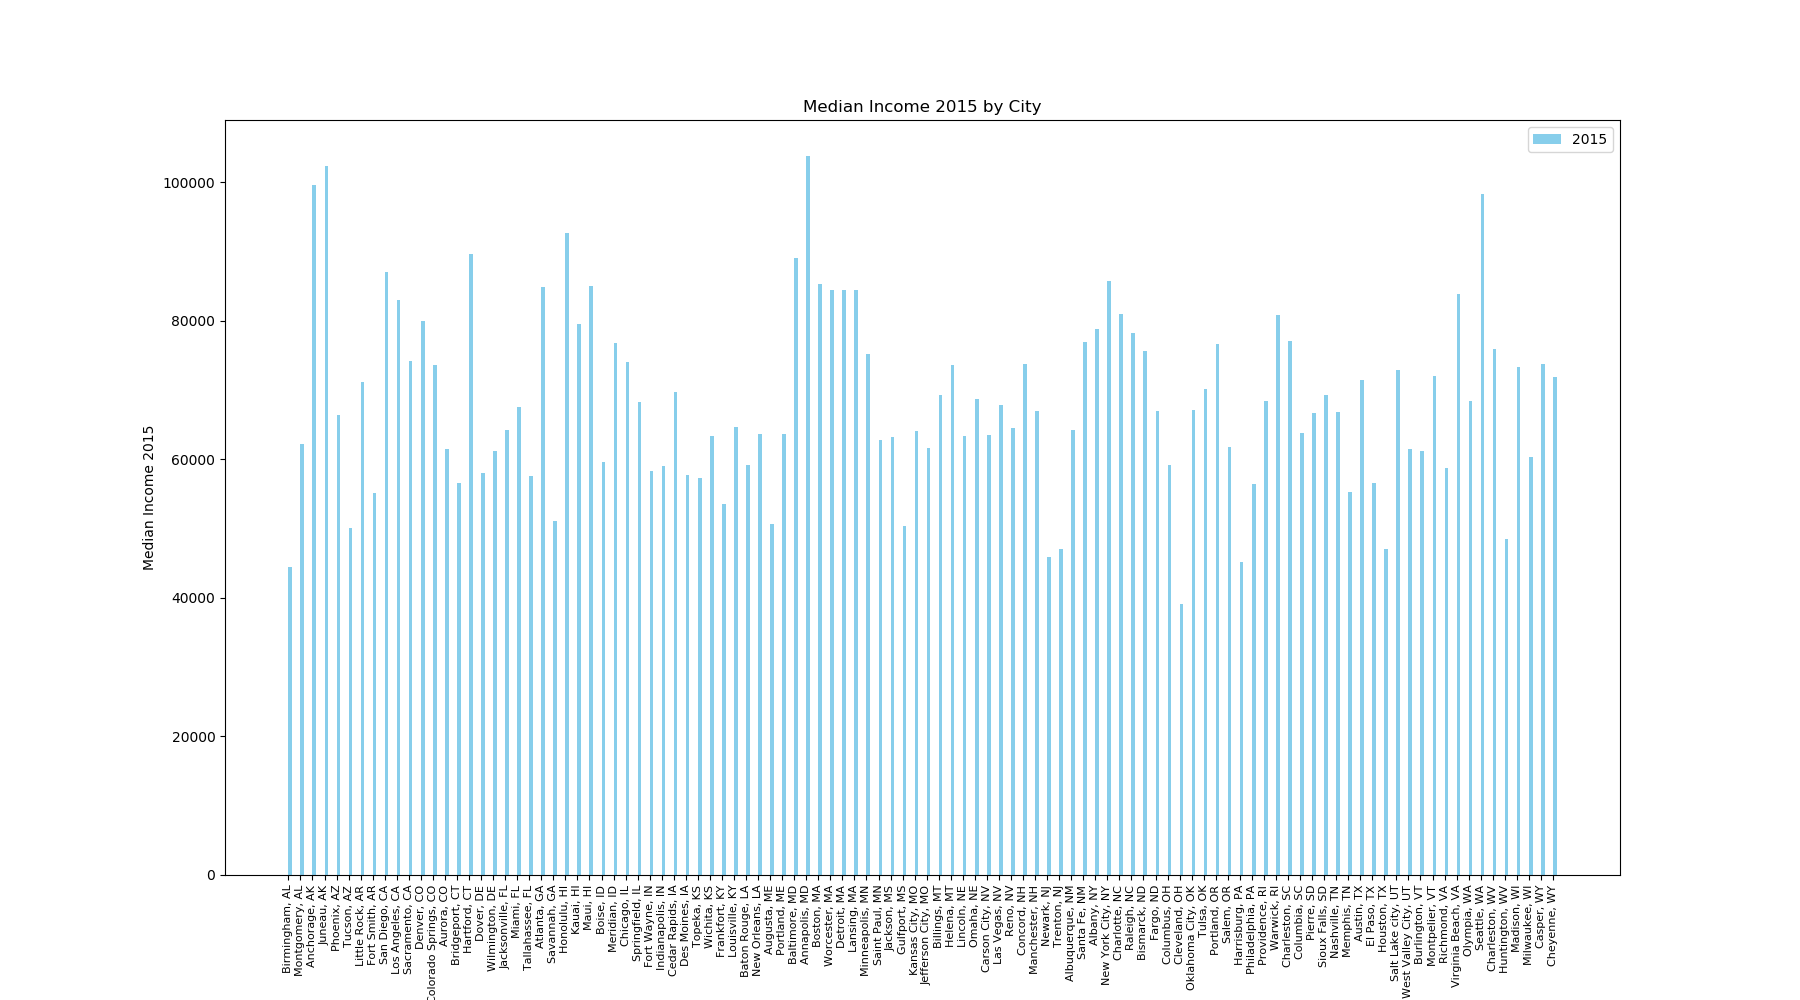 Median Income 2015 by City
2015
Median Income 2015
100000
80000
60000
40000
20000
0
Birmingham, AL
Montgomery, AL
Anchorage, AK
Juneau, AK
Phoenix, AZ
Tucson, AZ
Little Rock, AR
Fort Smith, AR
San Diego, CA
Los Angeles, CA
Sacramento, CA
Denver, CO
Colorado Springs, CO
Aurora, CO
Bridgeport, CT
Hartford, CT
Dover, DE
Wilmington, DE
Jacksonville, FL
Miami, FL
Tallahassee, FL
Atlanta, GA
Savannah, GA
Honolulu, HI
Kauai, HI
Maui, HI
Boise, ID
Meridian, ID
Chicago, IL
Springfield, IL
Fort Wayne, IN
Indianapolis, IN
Cedar Rapids, IA
Des Moines, IA
Topeka, KS
Wichita, KS
Frankfort, KY
Louisville, KY
Baton Rouge, LA
New Orleans, LA
Augusta, ME
Portland, ME
Baltimore, MD
Annapolis, MD
Boston, MA
Worcester, MA
Detroit, MA
Lansing, MA
Minneapolis, MN
Saint Paul, MN
Jackson, MS
Gulfport, MS
Kansas City, MO
Jefferson City, MO
Billings, MT
Helena, MT
Lincoln, NE
Omaha, NE
Carson City, NV
Las Vegas, NV
Reno, NV
Concord, NH
Manchester, NH
Newark, NJ
Trenton, NJ
Albuquerque, NM
Santa Fe, NM
Albany, NY
New York City, NY
Charlotte, NC
Raleigh, NC
Bismarck, ND
Fargo, ND
Columbus, OH
Cleveland, OH
Oklahoma City, OK
Tulsa, OK
Portland, OR
Salem, OR
Harrisburg, PA
Philadelphia, PA
Providence, RI
Warwick, RI
Charleston, SC
Columbia, SC
Pierre, SD
Sioux Falls, SD
Nashville, TN
Memphis, TN
Austin, TX
El Paso, TX
Houston, TX
Salt Lake city, UT
West Valley City, UT
Burlington, VT
Montpelier, VT
Richmond, VA
Virginia Beach, VA
Olympia, WA
Seattle, WA
Charleston, WV
Huntington, WV
Madison, WI
Milwaukee, WI
Casper, WY
Cheyenne, WY